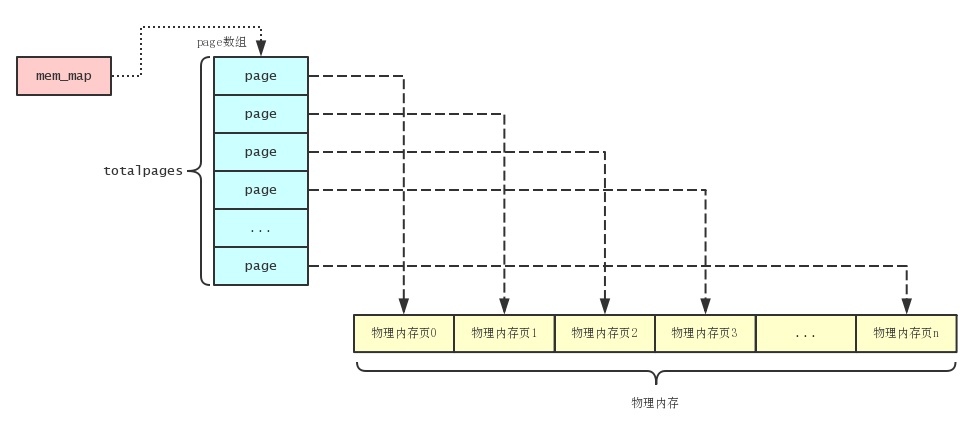 page数组
mem_map
page
page
page
totalpages
page
...
page
物理内存页0 物理内存页1 物理内存页2 物理内存页3 ... 物理内存页n
物理内存